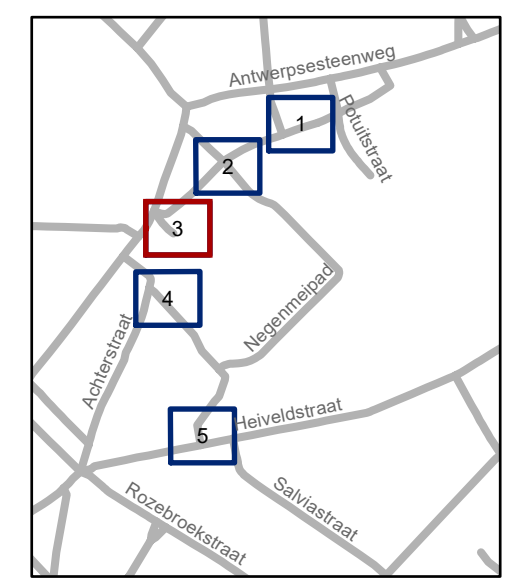 Antwerpsesteenweg
1
Potuitstraat
2
3
Negenmeipad
4
Achterstraat
Heiveldstraat
5
Salviastraat
Rozebroekstraat